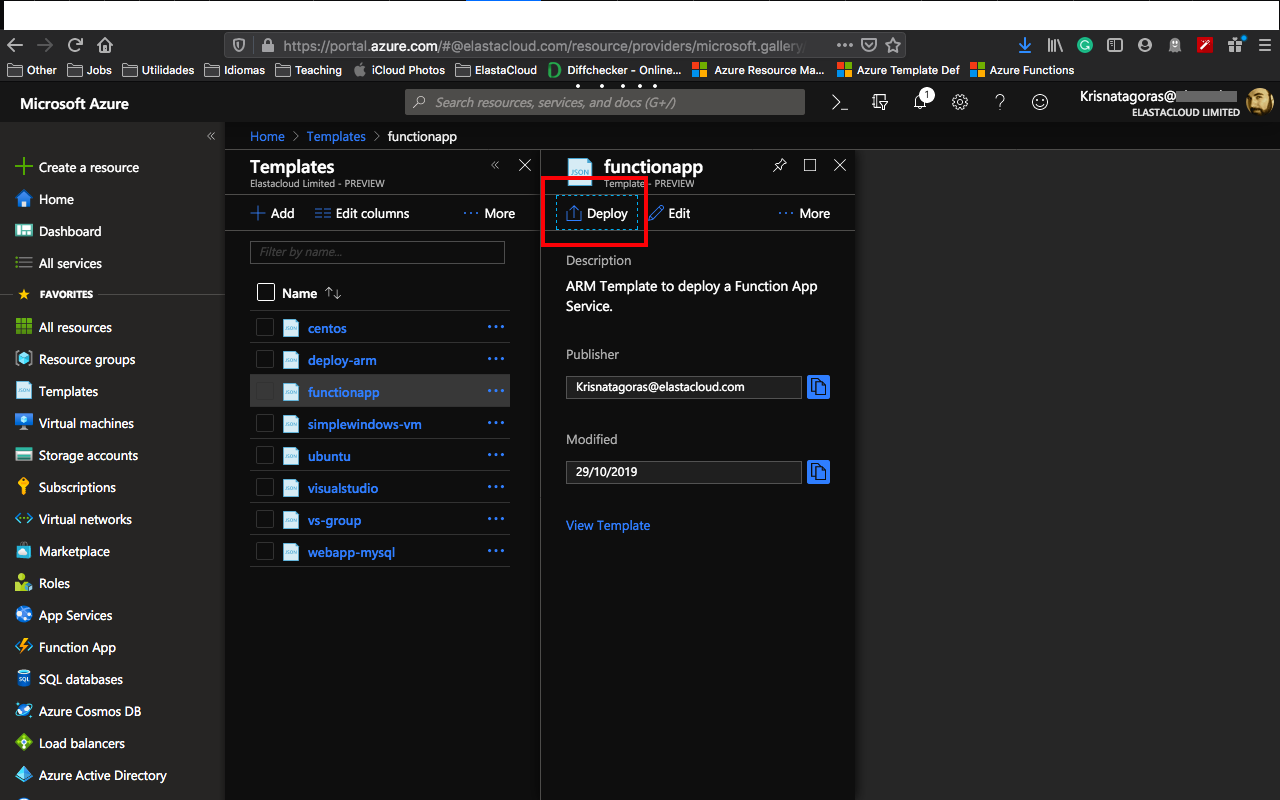 https://portal.azure.com/#@elastacloud.com/resource/providers/microsoft.gallery/
Other Jobs Utilidades Idiomas Teaching iCloud Photos ElastaCloud Diffchecker - Online... Azure Resource Ma... Azure Template Def Azure Functions
Microsoft Azure
Search resources, services, and docs (G+/)
1
Krisnatagoras@
ELASTACLOUD LIMITED
Create a resource
Home
Dashboard
All services
FAVORITES
All resources
Resource groups
Templates
Virtual machines
Storage accounts
Subscriptions
Virtual networks
Marketplace
Roles
App Services
Function App
SQL databases
Azure Cosmos DB
Load balancers
Azure Active Directory
Home > Templates > functionapp
Templates
Elastacloud Limited - PREVIEW
Add Edit columns More
Filter by name...
Name
centos
deploy-arm
functionapp
simplewindows-vm
ubuntu
visualstudio
vs-group
webapp-mysql
functionapp
Template - PREVIEW
Deploy Edit More
Description
ARM Template to deploy a Function App
Service.
Publisher
Krisnatagoras@elastacloud.com
Modified
29/10/2019
View Template